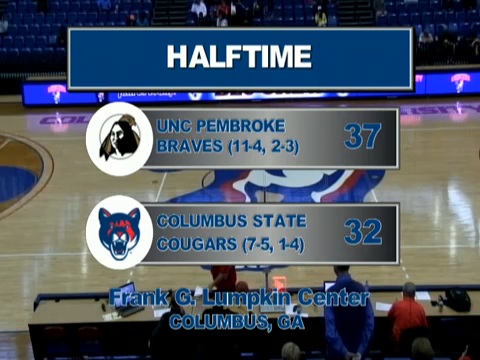 HALFTIME
UNC PEMBROKE
BRAVES (11-4, 2-3)
37
COLUMBUS STATE
COUGARS (7-5, 1-4)
32
Frank G. Lumpkin Center
COLUMBUS, GA